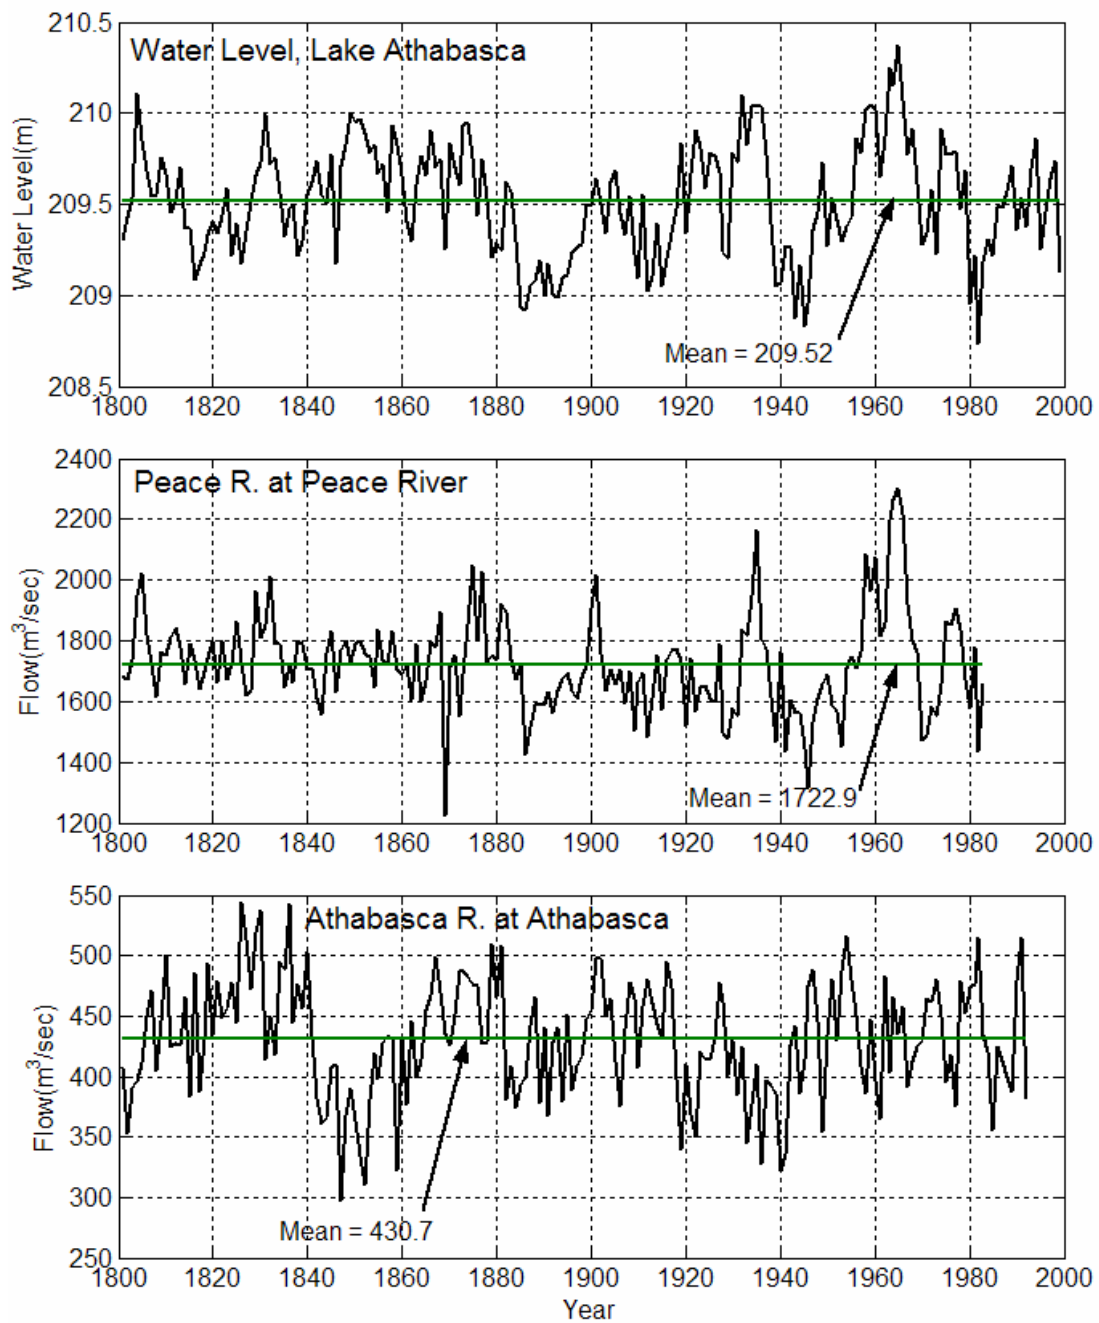 210.5
Water Level, Lake Athabasca
210
209.5
209
208.5
Water Level(m)
Mean = 209.52
1800 1820 1840 1860 1880 1900 1920 1940 1960 1980 2000
2400
Peace R. at Peace River
2200
2000
1800
1600
1400
1200
Flow(m³/sec)
Mean = 1722.9
1800 1820 1840 1860 1880 1900 1920 1940 1960 1980 2000
550
Athabasca R. at Athabasca
500
450
400
350
300
250
Flow(m³/sec)
Mean = 430.7
1800 1820 1840 1860 1880 1900 1920 1940 1960 1980 2000
Year